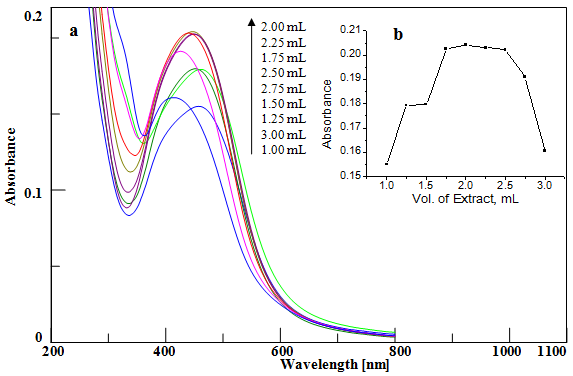 0.2
a
2.00 mL
2.25 mL
1.75 mL
2.50 mL
2.75 mL
1.50 mL
1.25 mL
3.00 mL
1.00 mL
b
0.21
0.20
0.19
0.18
0.17
0.16
0.15
Absorbance
1.0 1.5 2.0 2.5 3.0
Vol. of Extract, mL
Absorbance
0.1
0
200 400 600 800 1000 1100
Wavelength [nm]